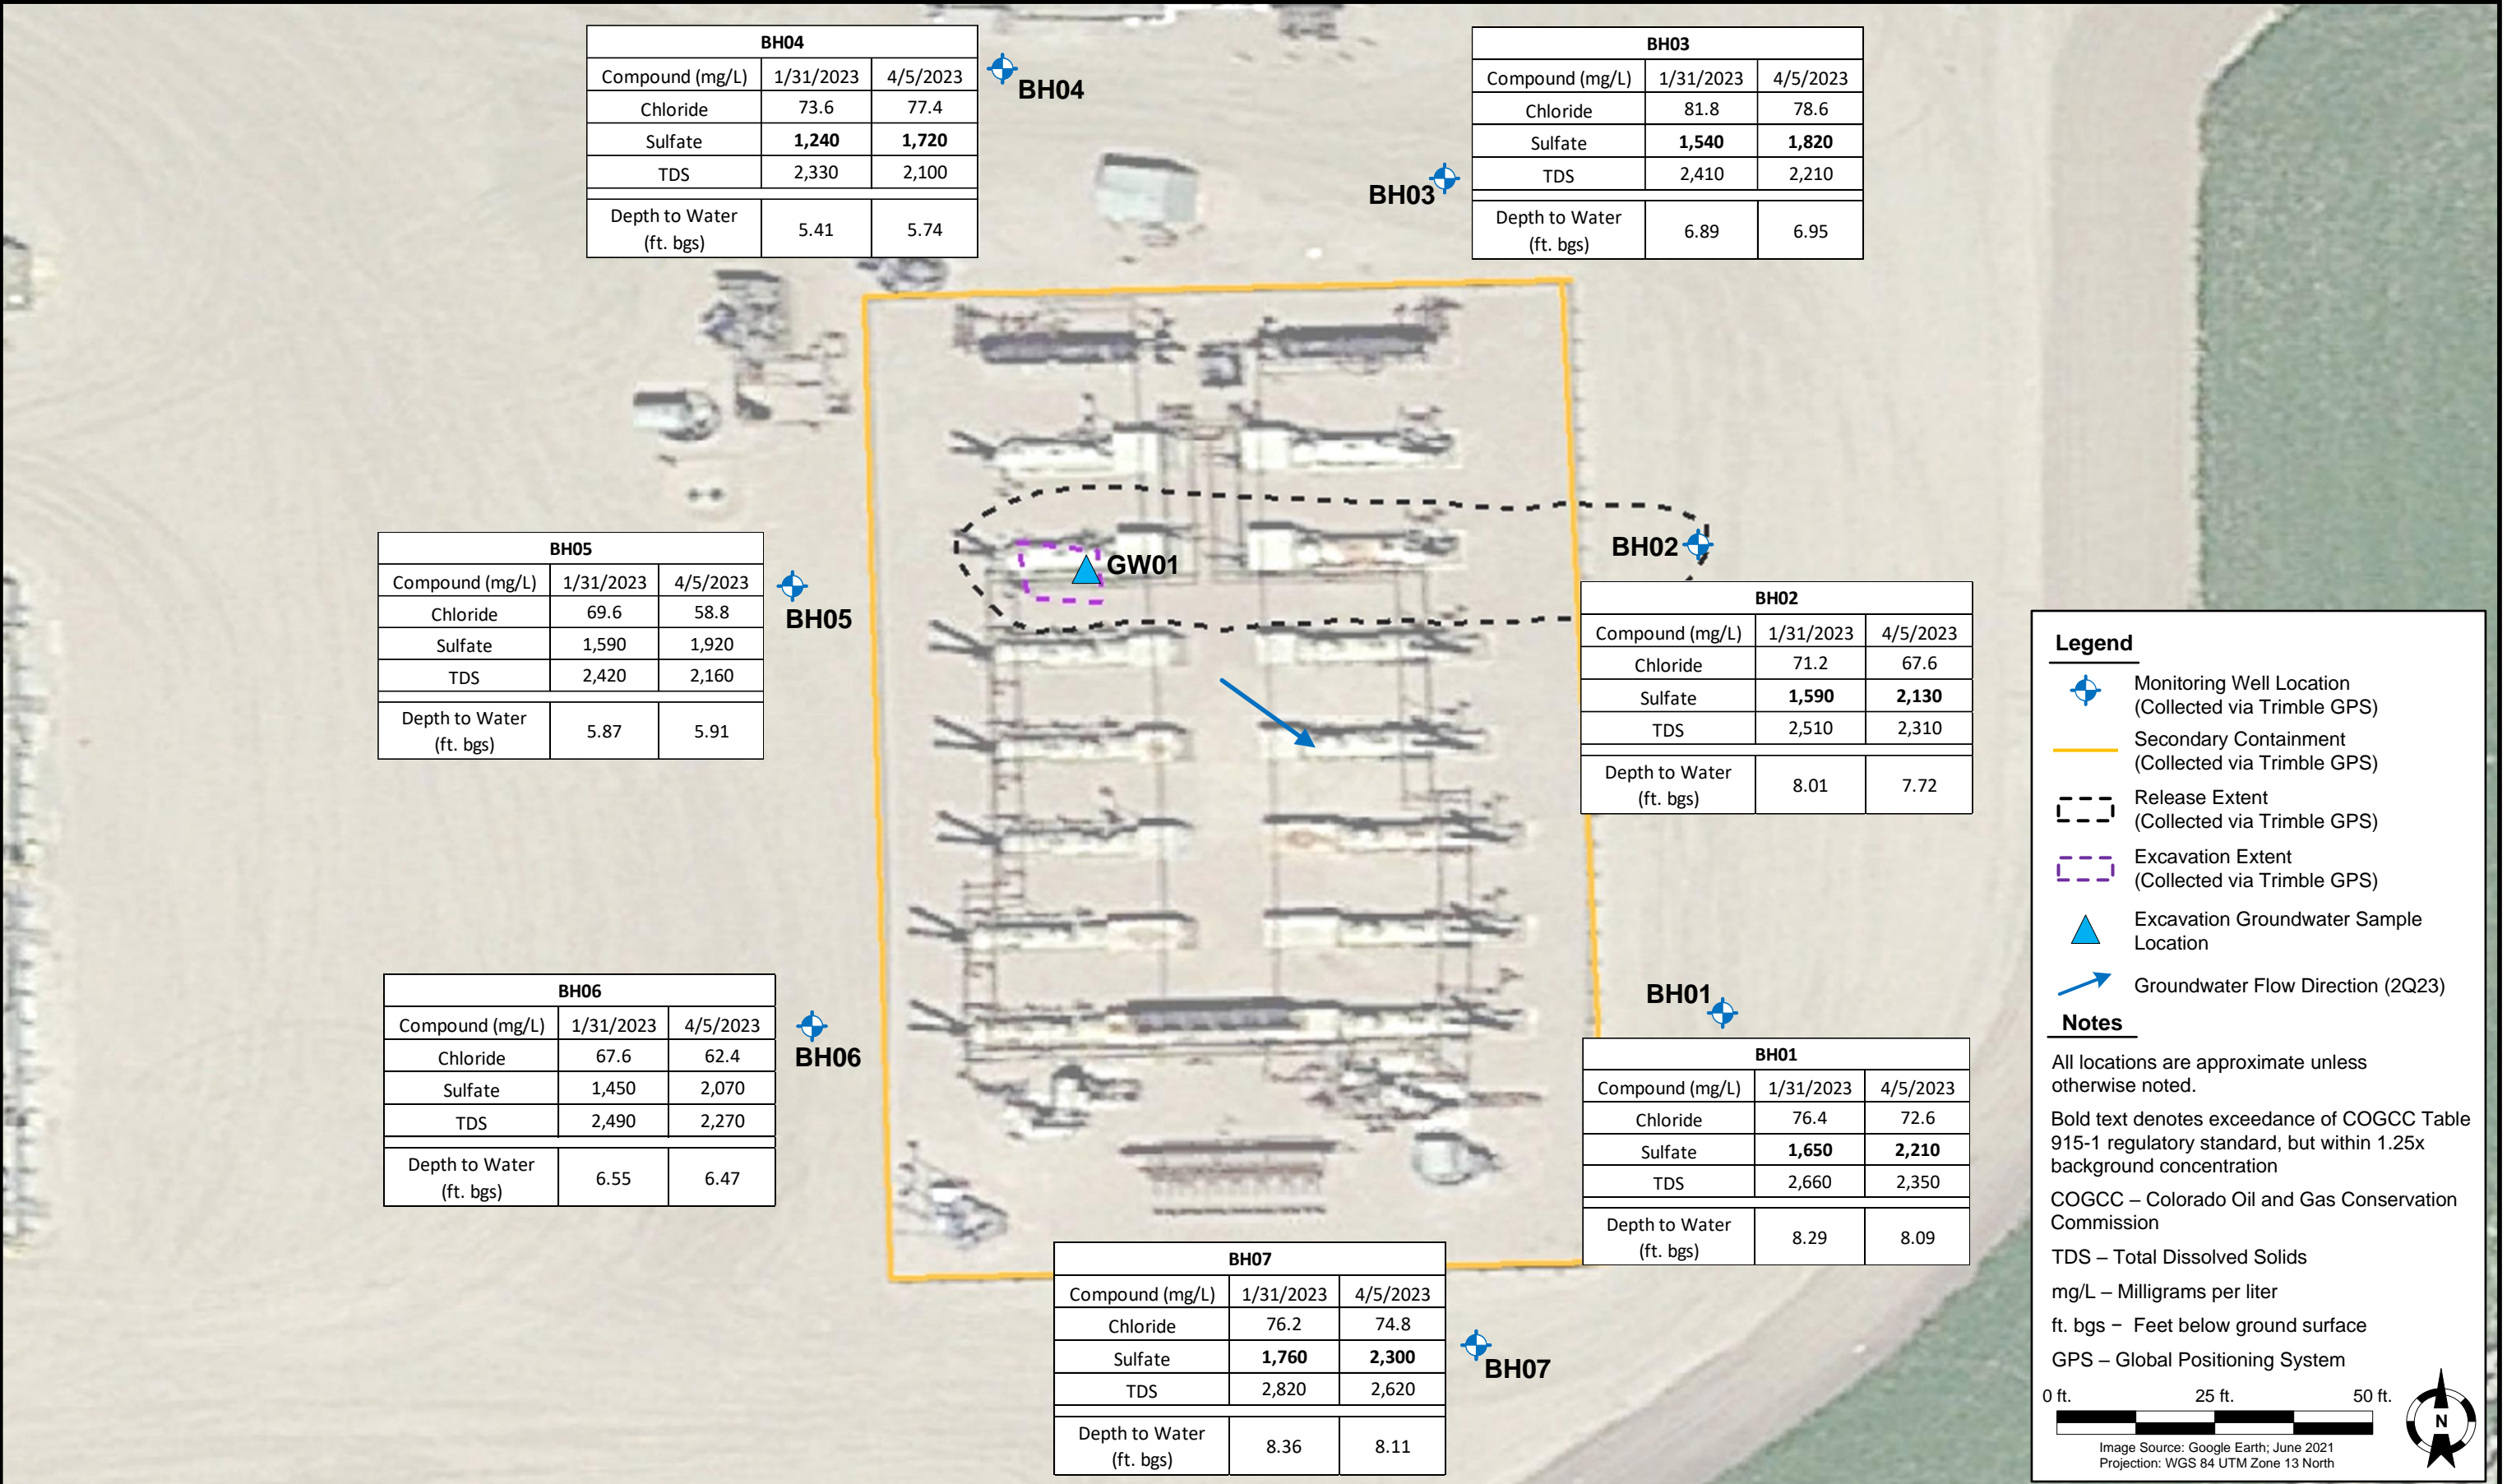 BH04
Compound (mg/L) 1/31/2023 4/5/2023
Chloride 73.6 77.4
Sulfate 1,240 1,720
TDS 2,330 2,100
Depth to Water
(ft. bgs) 5.41 5.74
BH04
BH03
Compound (mg/L) 1/31/2023 4/5/2023
Chloride 81.8 78.6
Sulfate 1,540 1,820
TDS 2,410 2,210
Depth to Water
(ft. bgs) 6.89 6.95
BH03
BH05
Compound (mg/L) 1/31/2023 4/5/2023
Chloride 69.6 58.8
Sulfate 1,590 1,920
TDS 2,420 2,160
Depth to Water
(ft. bgs) 5.87 5.91
BH05
GW01
BH02
BH02
Compound (mg/L) 1/31/2023 4/5/2023
Chloride 71.2 67.6
Sulfate 1,590 2,130
TDS 2,510 2,310
Depth to Water
(ft. bgs) 8.01 7.72
BH06
Compound (mg/L) 1/31/2023 4/5/2023
Chloride 67.6 62.4
Sulfate 1,450 2,070
TDS 2,490 2,270
Depth to Water
(ft. bgs) 6.55 6.47
BH06
BH01
BH01
Compound (mg/L) 1/31/2023 4/5/2023
Chloride 76.4 72.6
Sulfate 1,650 2,210
TDS 2,660 2,350
Depth to Water
(ft. bgs) 8.29 8.09
BH07
Compound (mg/L) 1/31/2023 4/5/2023
Chloride 76.2 74.8
Sulfate 1,760 2,300
TDS 2,820 2,620
Depth to Water
(ft. bgs) 8.36 8.11
BH07
Legend
Monitoring Well Location
(Collected via Trimble GPS)
Secondary Containment
(Collected via Trimble GPS)
Release Extent
(Collected via Trimble GPS)
Excavation Extent
(Collected via Trimble GPS)
Excavation Groundwater Sample
Location
Groundwater Flow Direction (2Q23)
Notes
All locations are approximate unless
otherwise noted.
Bold text denotes exceedance of COGCC Table
915-1 regulatory standard, but within 1.25x
background concentration
COGCC – Colorado Oil and Gas Conservation
Commission
TDS – Total Dissolved Solids
mg/L – Milligrams per liter
ft. bgs – Feet below ground surface
GPS – Global Positioning System
0 ft. 25 ft. 50 ft.
N
Image Source: Google Earth; June 2021
Projection: WGS 84 UTM Zone 13 North